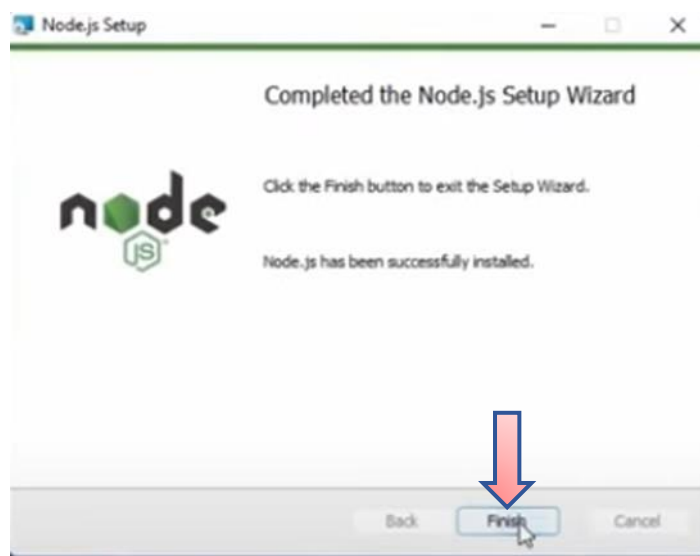 Node.js Setup
Completed the Node.js Setup Wizard
Click the Finish button to exit the Setup Wizard.
node
JS
Node.js has been successfully installed.
Back Finish Cancel